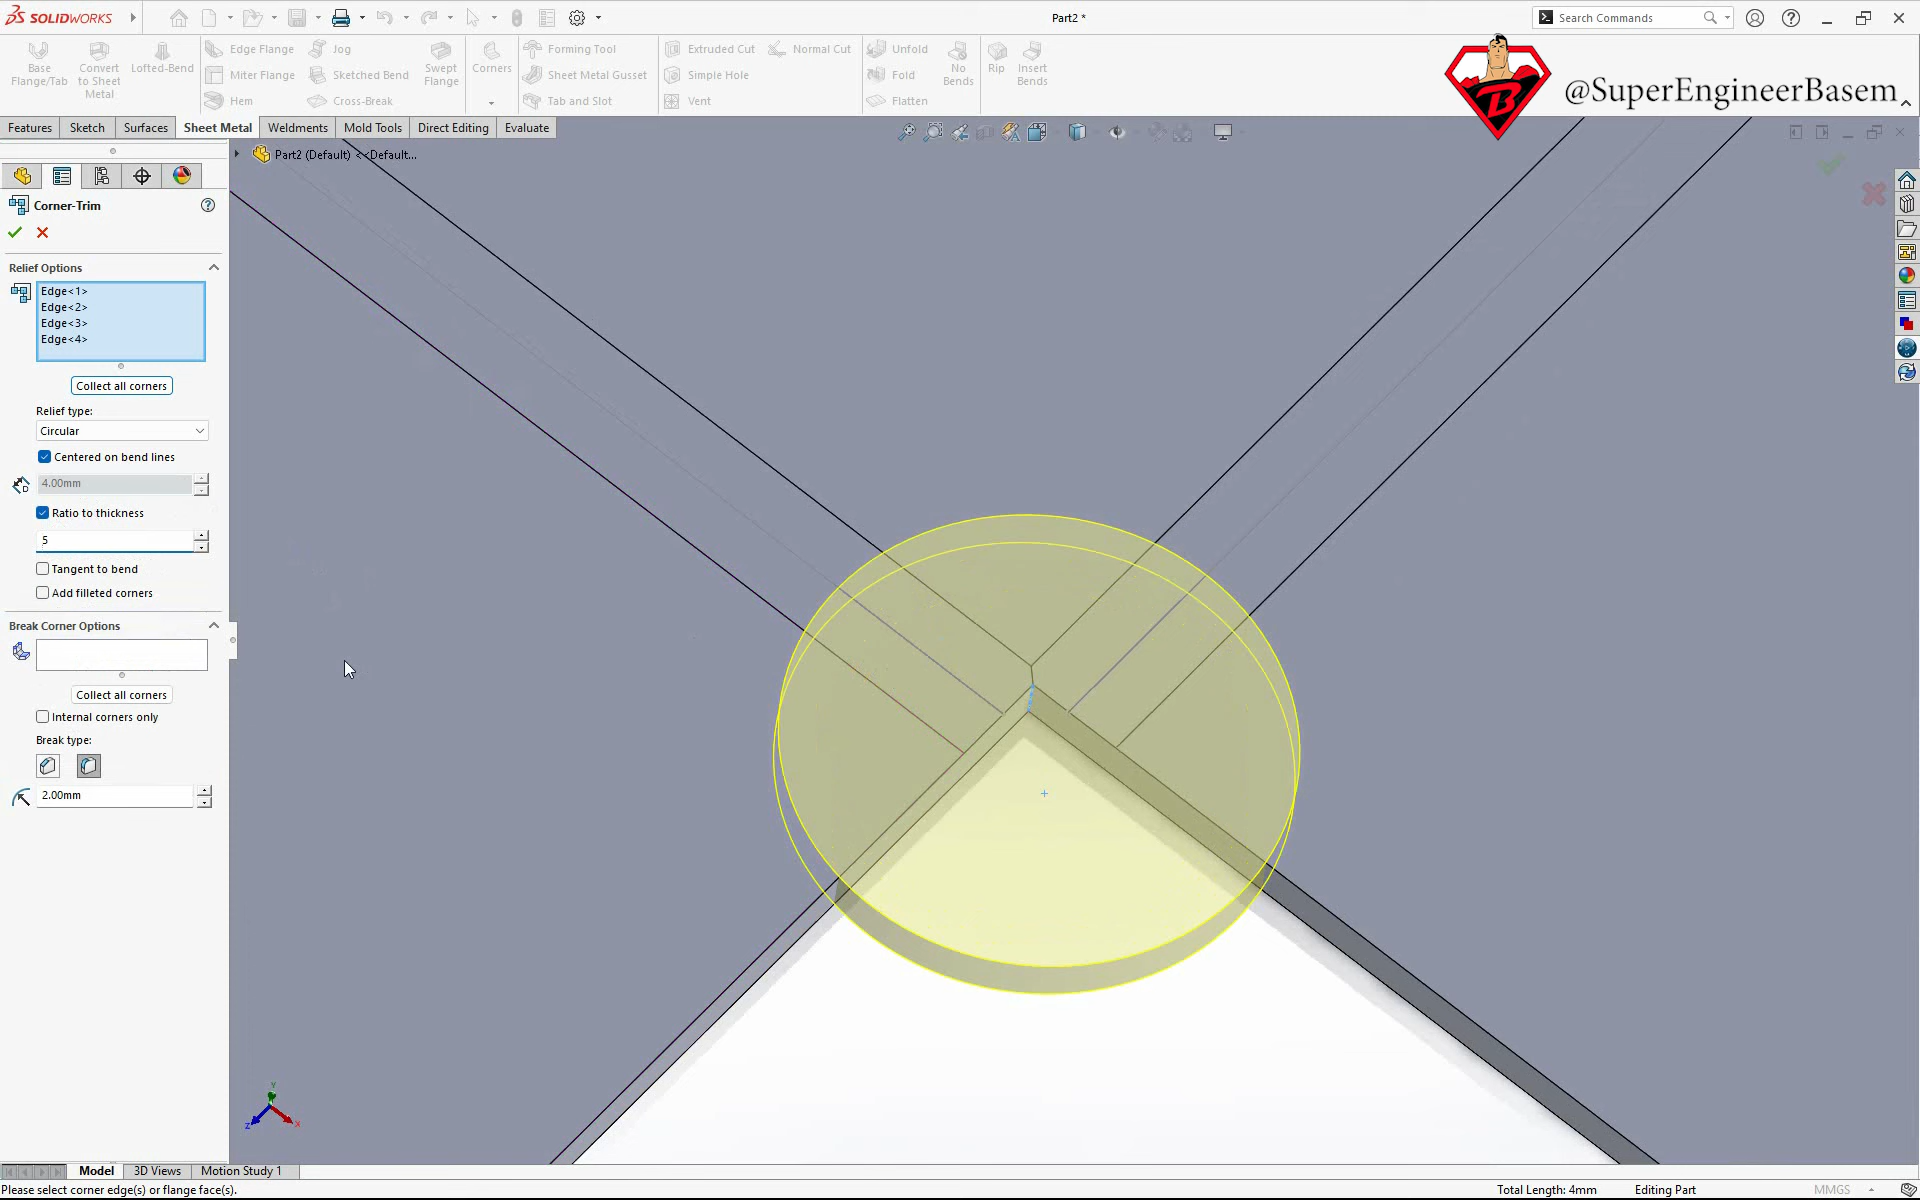 SOLIDWORKS
Part2 *
Search Commands
Base Flange/Tab
Convert to Sheet Metal
Lofted-Bend
Edge Flange
Miter Flange
Hem
Jog
Sketched Bend
Cross-Break
Swept Flange
Corners
Forming Tool
Sheet Metal Gusset
Tab and Slot
Extruded Cut
Simple Hole
Vent
Normal Cut
Unfold
Fold
Flatten
No Bends
Rip
Insert Bends
B
@SuperEngineerBasem
Features
Sketch
Surfaces
Sheet Metal
Weldments
Mold Tools
Direct Editing
Evaluate
Part2 (Default) <<Default...
Corner-Trim
Relief Options
Edge<1>
Edge<2>
Edge<3>
Edge<4>
Collect all corners
Relief type:
Circular
Centered on bend lines
4.00mm
Ratio to thickness
5
Tangent to bend
Add filleted corners
Break Corner Options
Collect all corners
Internal corners only
Break type:
2.00mm
Y
Z
X
Model
3D Views
Motion Study 1
Please select corner edge(s) or flange face(s).
Total Length: 4mm
Editing Part
MMGS